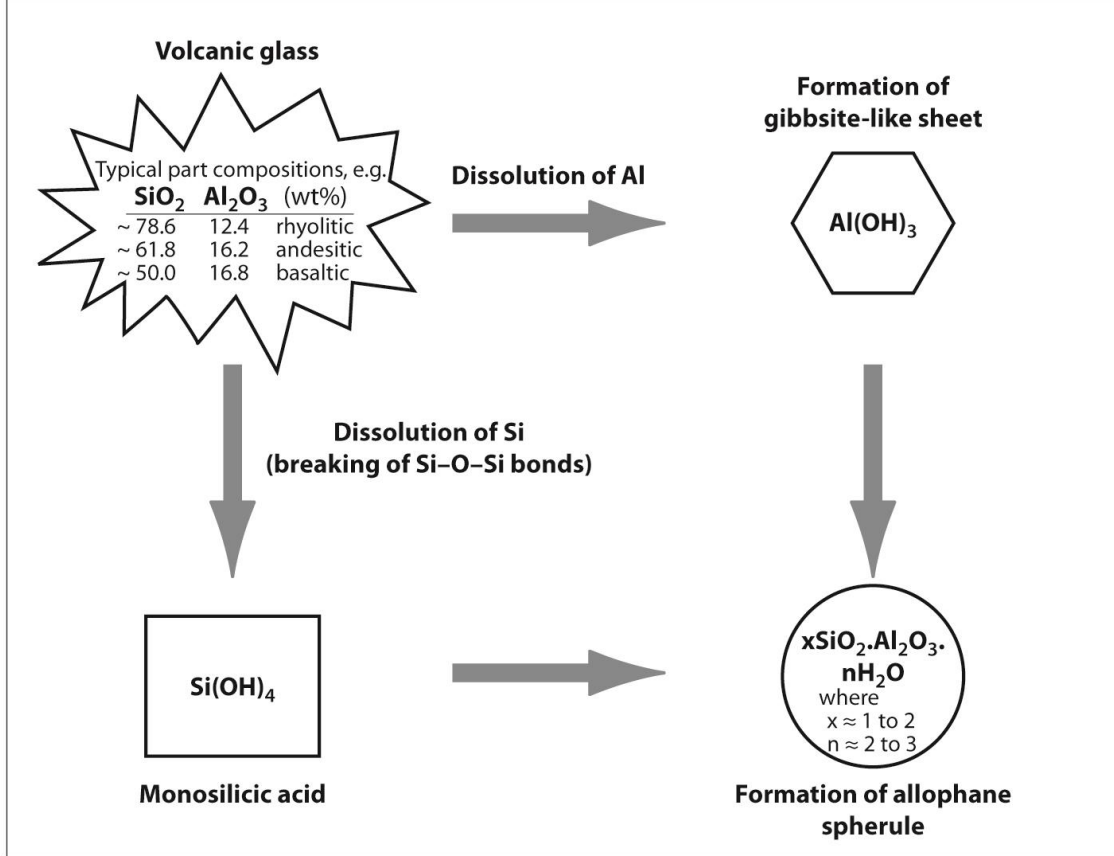 Volcanic glass
Typical part compositions, e.g.
SiO₂ Al₂O₃ (wt%)
~ 78.6 12.4 rhyolitic
~ 61.8 16.2 andesitic
~ 50.0 16.8 basaltic
Dissolution of Al
Formation of
gibbsite-like sheet
Al(OH)₃
Dissolution of Si
(breaking of Si–O–Si bonds)
Si(OH)₄
Monosilicic acid
xSiO₂.Al₂O₃.
nH₂O
where
x ≈ 1 to 2
n ≈ 2 to 3
Formation of allophane
spherule